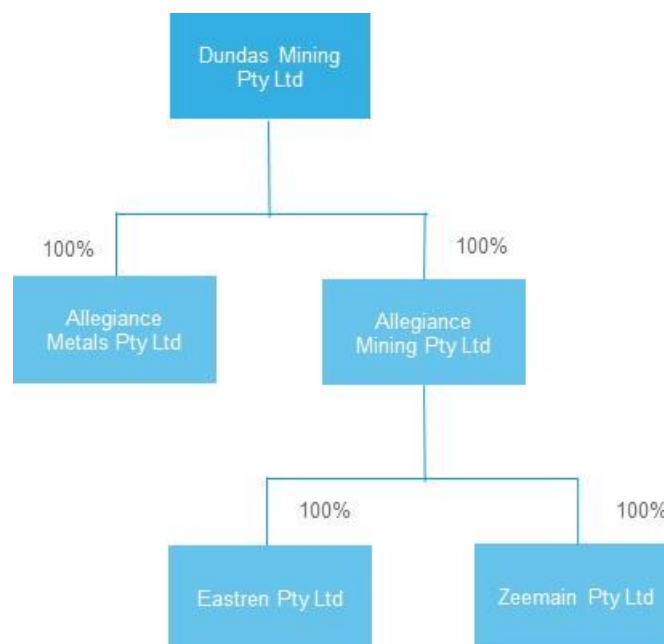 Dundas Mining
Pty Ltd
100%
100%
Allegiance
Metals Pty Ltd
Allegiance
Mining Pty Ltd
100%
100%
Eastren Pty Ltd
Zeemain Pty Ltd